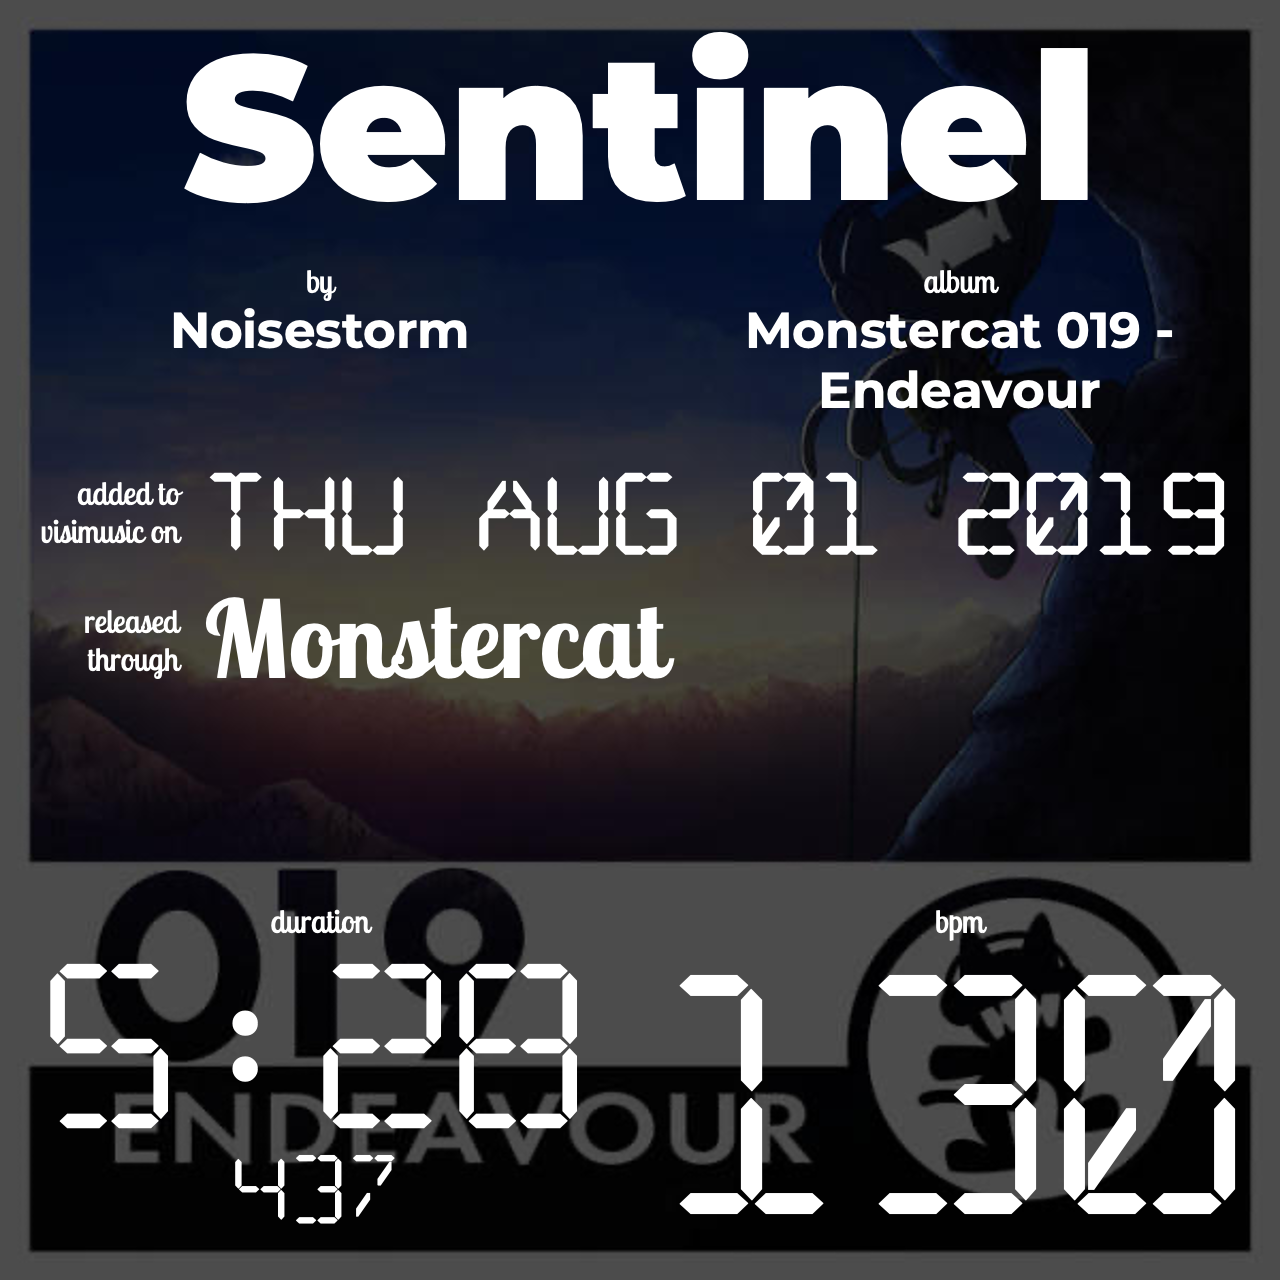 Sentinel
by
Noisestorm
album
Monstercat 019 -
Endeavour
added to
visimusic on
THU AUG 01 2019
released
through
Monstercat
019
ENDEAVOUR
duration
5:28
437
bpm
130